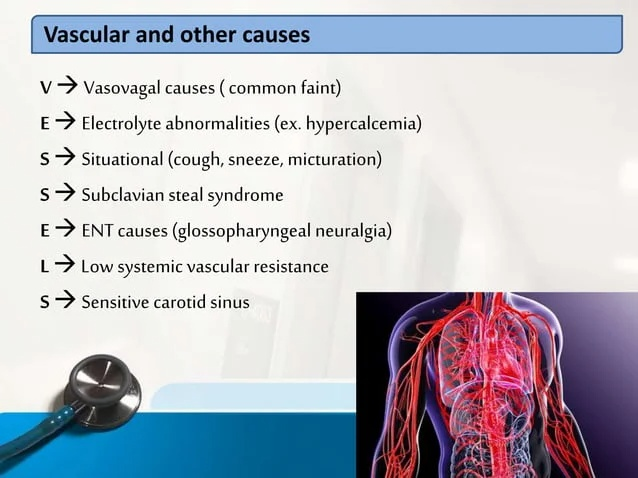 Vascular and other causes
V → Vasovagal causes ( common faint)
E → Electrolyte abnormalities (ex. hypercalcemia)
S → Situational (cough, sneeze, micturation)
S → Subclavian steal syndrome
E → ENT causes (glossopharyngeal neuralgia)
L → Low systemic vascular resistance
S → Sensitive carotid sinus